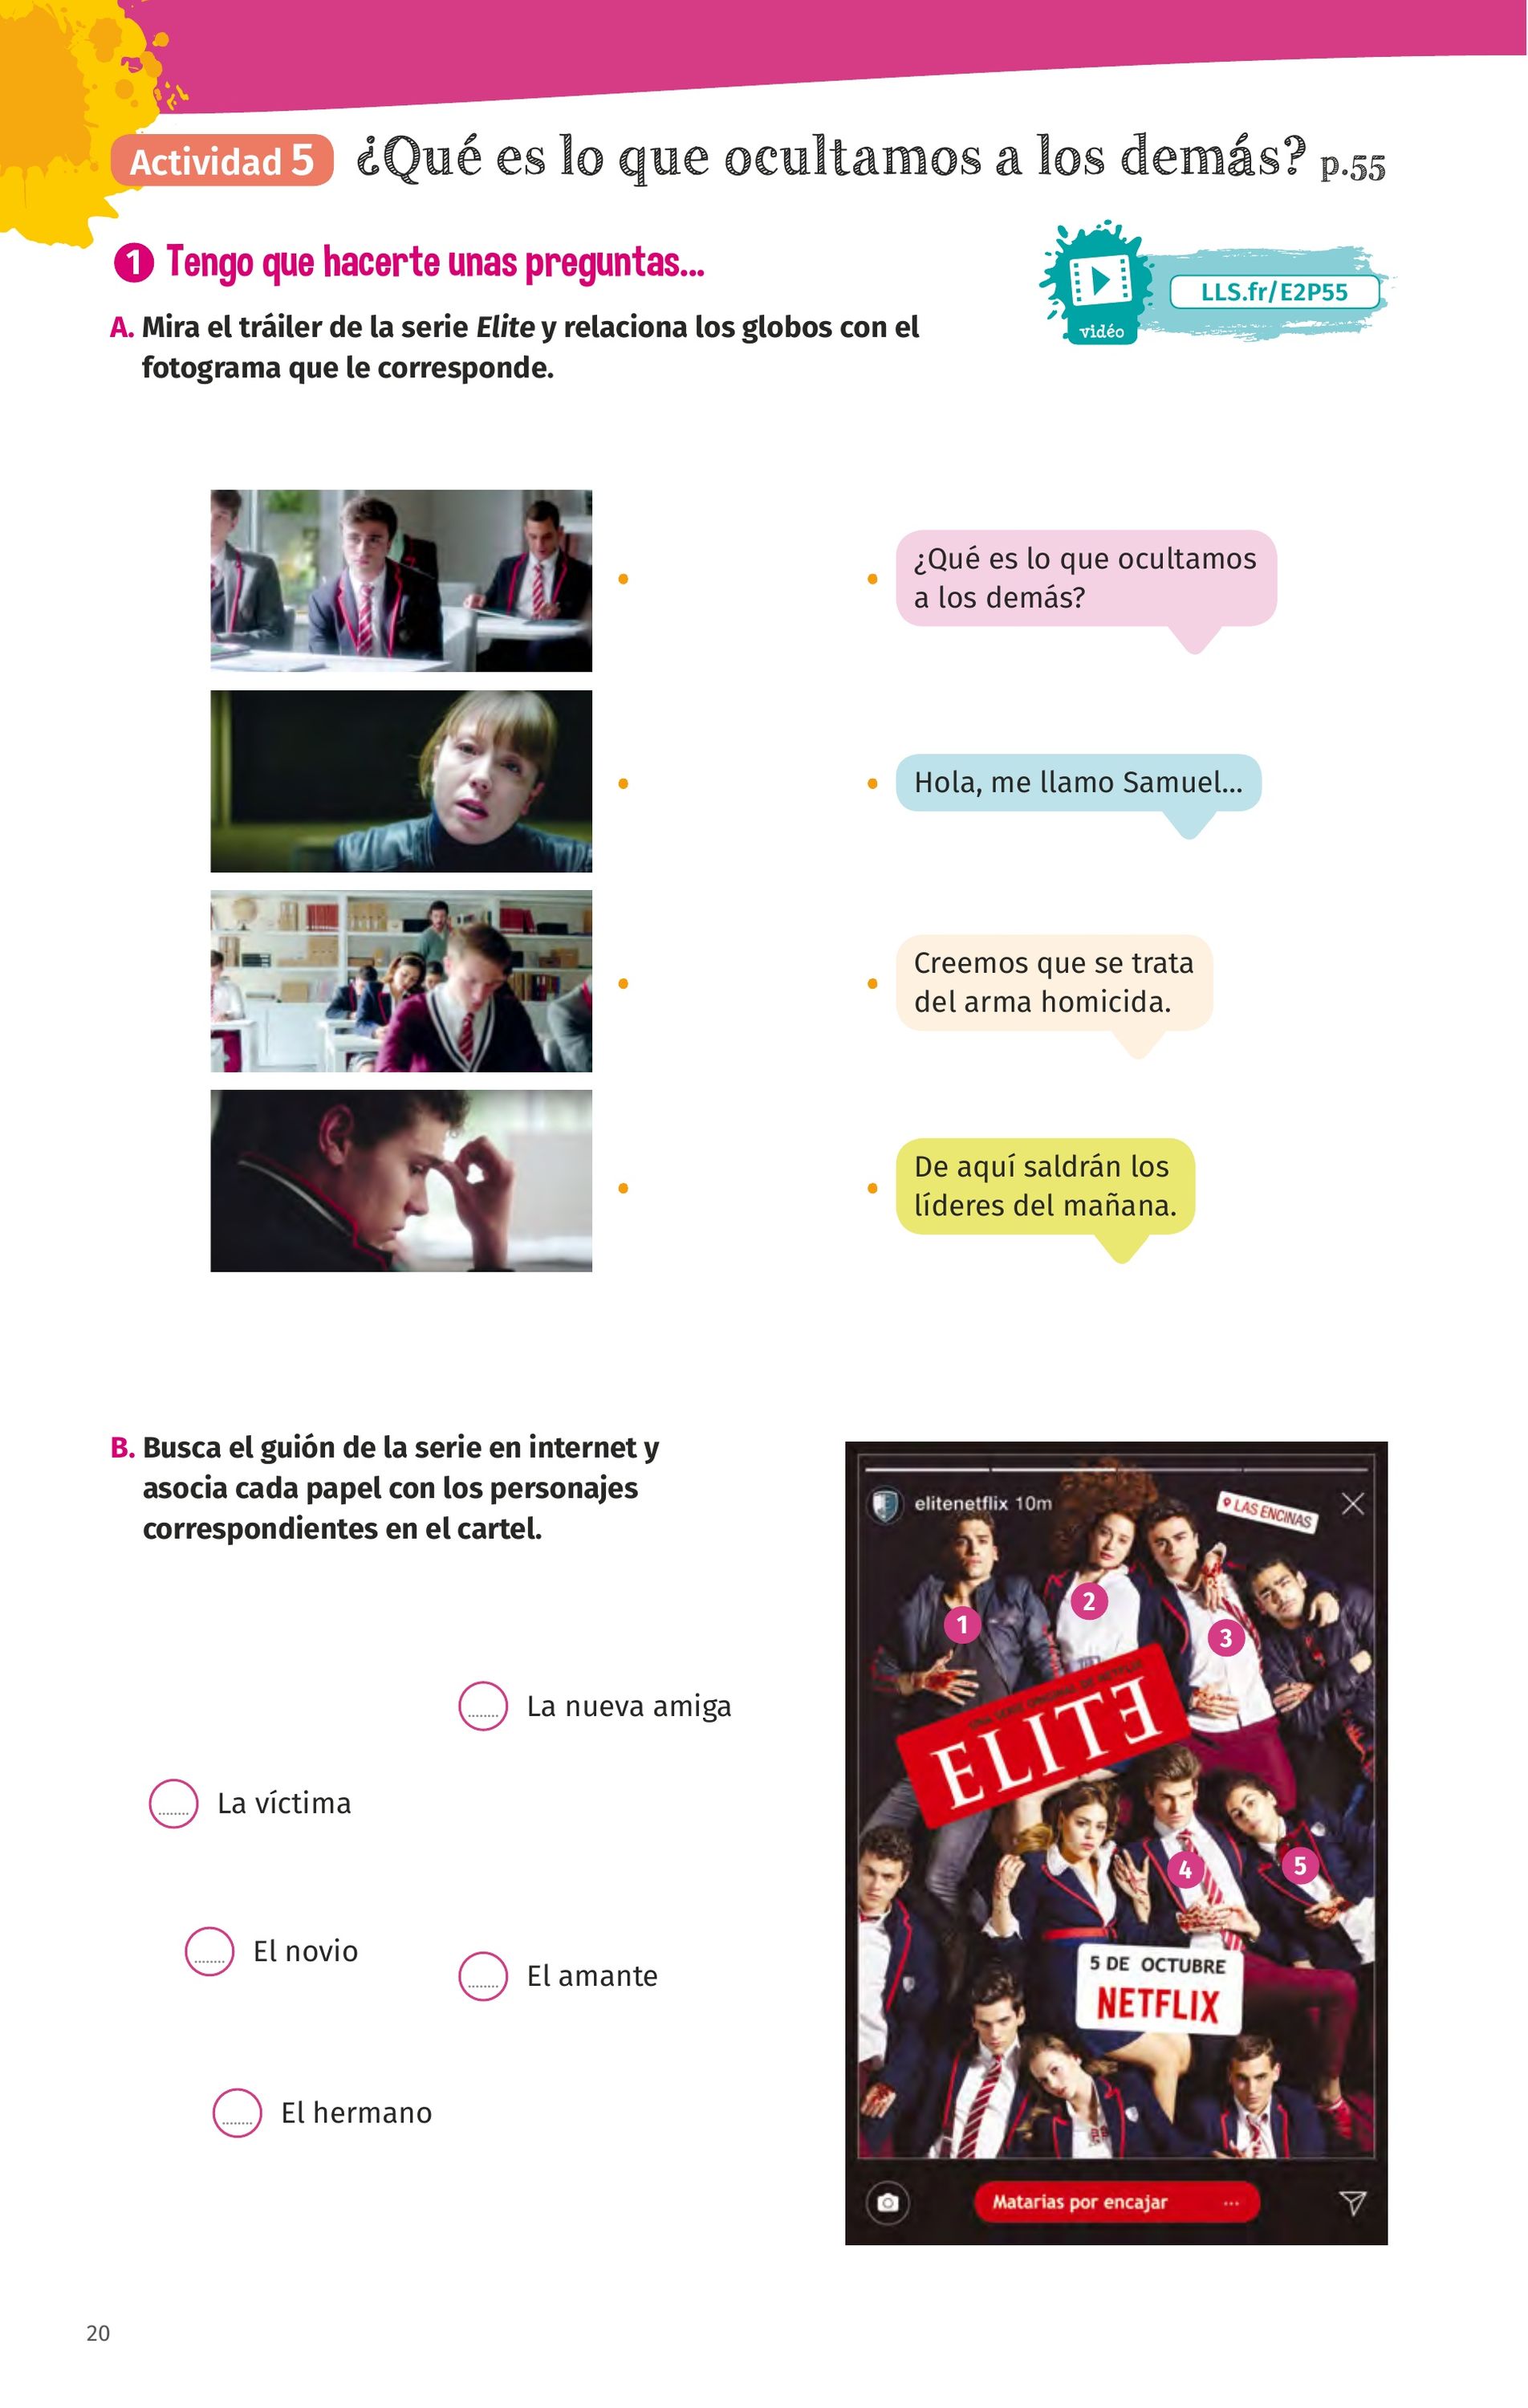 Actividad 5 ¿Qué es lo que ocultamos a los demás? p.55
1 Tengo que hacerte unas preguntas...
vidéo
LLS.fr/E2P55
A. Mira el tráiler de la serie Elite y relaciona los globos con el
fotograma que le corresponde.
¿Qué es lo que ocultamos
a los demás?
Hola, me llamo Samuel...
Creemos que se trata
del arma homicida.
De aquí saldrán los
líderes del mañana.
B. Busca el guión de la serie en internet y
asocia cada papel con los personajes
correspondientes en el cartel.
........ La nueva amiga
........ La víctima
........ El novio
........ El amante
........ El hermano
elitenetflix 10m
LAS ENCINAS
1
2
3
UNA SERIE ORIGINAL DE NETFLIX
ELITE
4
5
5 DE OCTUBRE
NETFLIX
Matarias por encajar ...
20